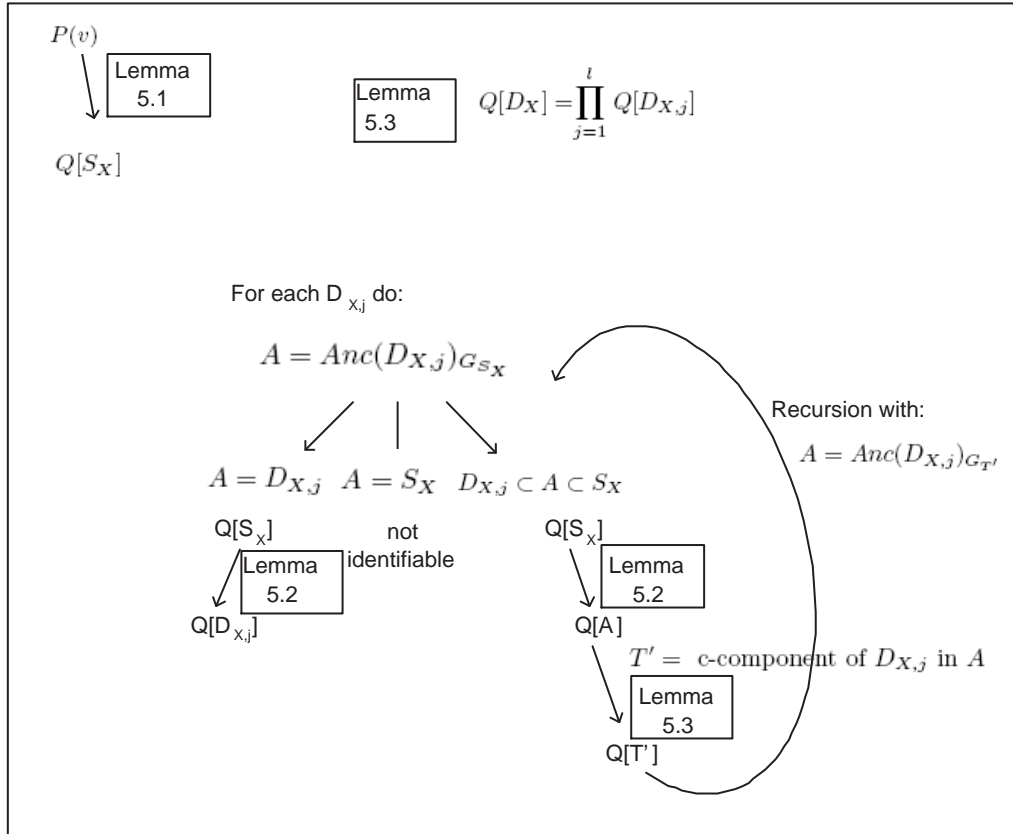 P(v)
Lemma
5.1
Q[S_X]
Lemma
5.3
Q[D_X] = ∏_{j=1}^{l} Q[D_{X,j}]
For each D_{X,j} do:
A = Anc(D_{X,j})_{G_{S_X}}
Recursion with:
A = Anc(D_{X,j})_{G_{T'}}
A = D_{X,j}
A = S_X
D_{X,j} ⊂ A ⊂ S_X
Q[S_X]
Lemma
5.2
Q[D_{X,j}]
not
identifiable
Q[S_X]
Lemma
5.2
Q[A]
T' = c-component of D_{X,j} in A
Lemma
5.3
Q[T']